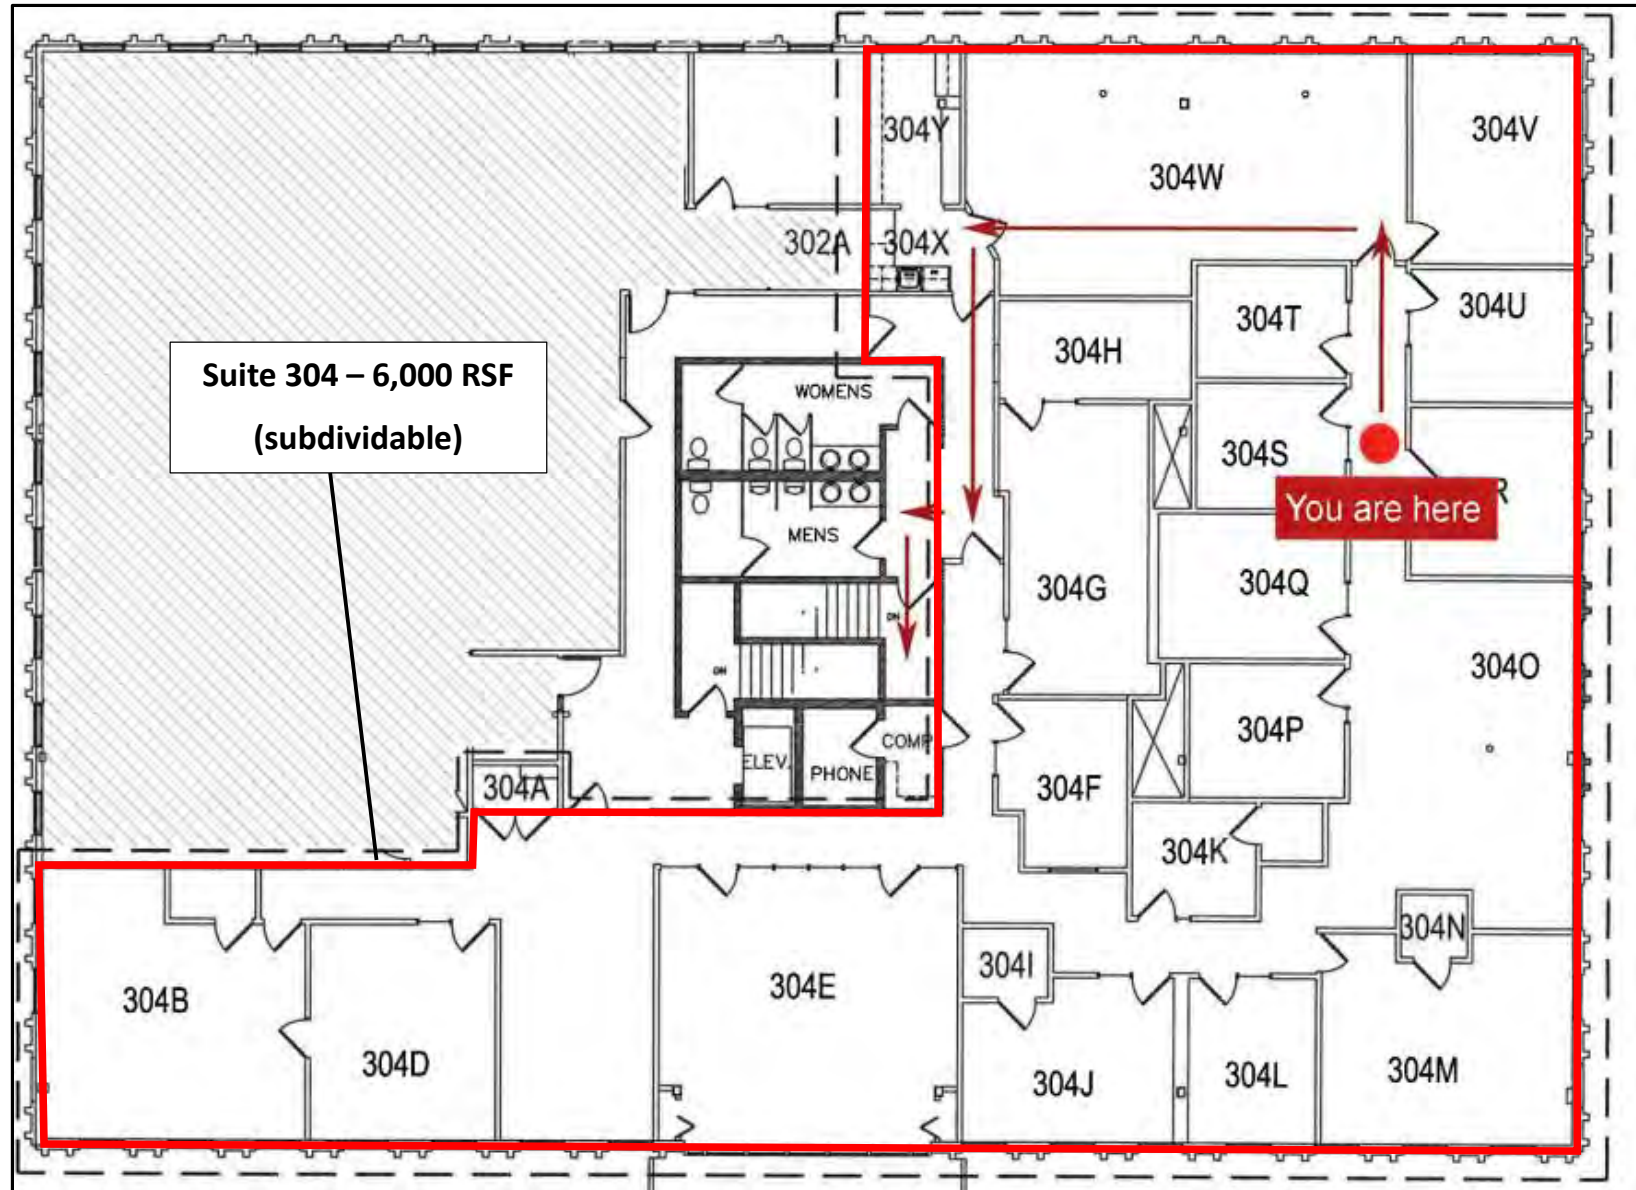 304Y
304V
304W
302A
304X
304U
304T
304H
Suite 304 – 6,000 RSF
(subdividable)
WOMENS
304S
R
You are here
MENS
304G
304Q
DN
304O
DN
304P
COMP
ELEV.
PHONE
304F
304A
304K
304N
304I
304E
304B
304D
304J
304L
304M